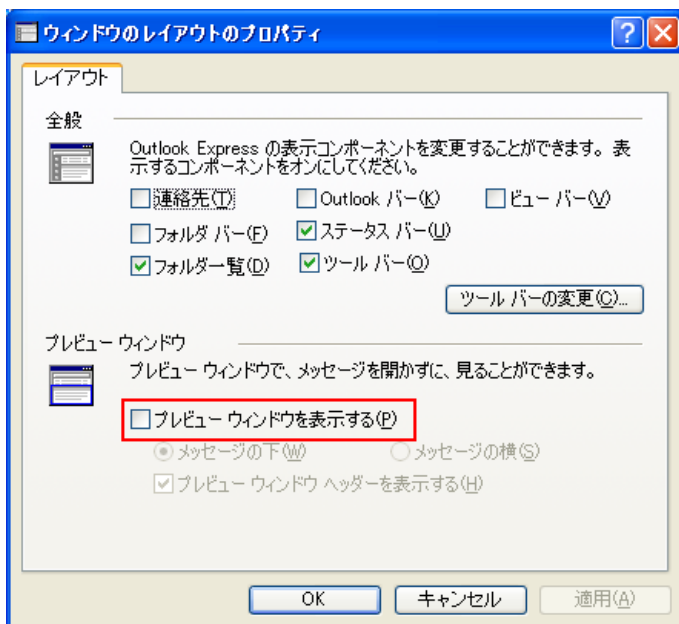 ウィンドウのレイアウトのプロパティ
レイアウト
全般
Outlook Express の表示コンポーネントを変更することができます。表
示するコンポーネントをオンにしてください。
連絡先(T) Outlook バー(K) ビュー バー(V)
フォルダ バー(F) ステータス バー(U)
フォルダ一覧(D) ツール バー(O)
ツール バーの変更(C)...
プレビュー ウィンドウ
プレビュー ウィンドウで、メッセージを開かずに、見ることができます。
プレビュー ウィンドウを表示する(P)
メッセージの下(W) メッセージの横(S)
プレビュー ウィンドウ ヘッダーを表示する(H)
OK キャンセル 適用(A)